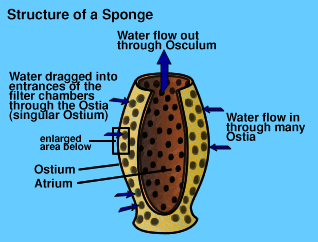 Structure of a Sponge
Water flow out
through Osculum
Water dragged into
entrances of the
filter chambers
through the Ostia
(singular Ostium)
Water flow in
through many
Ostia
enlarged
area below
Ostium
Atrium